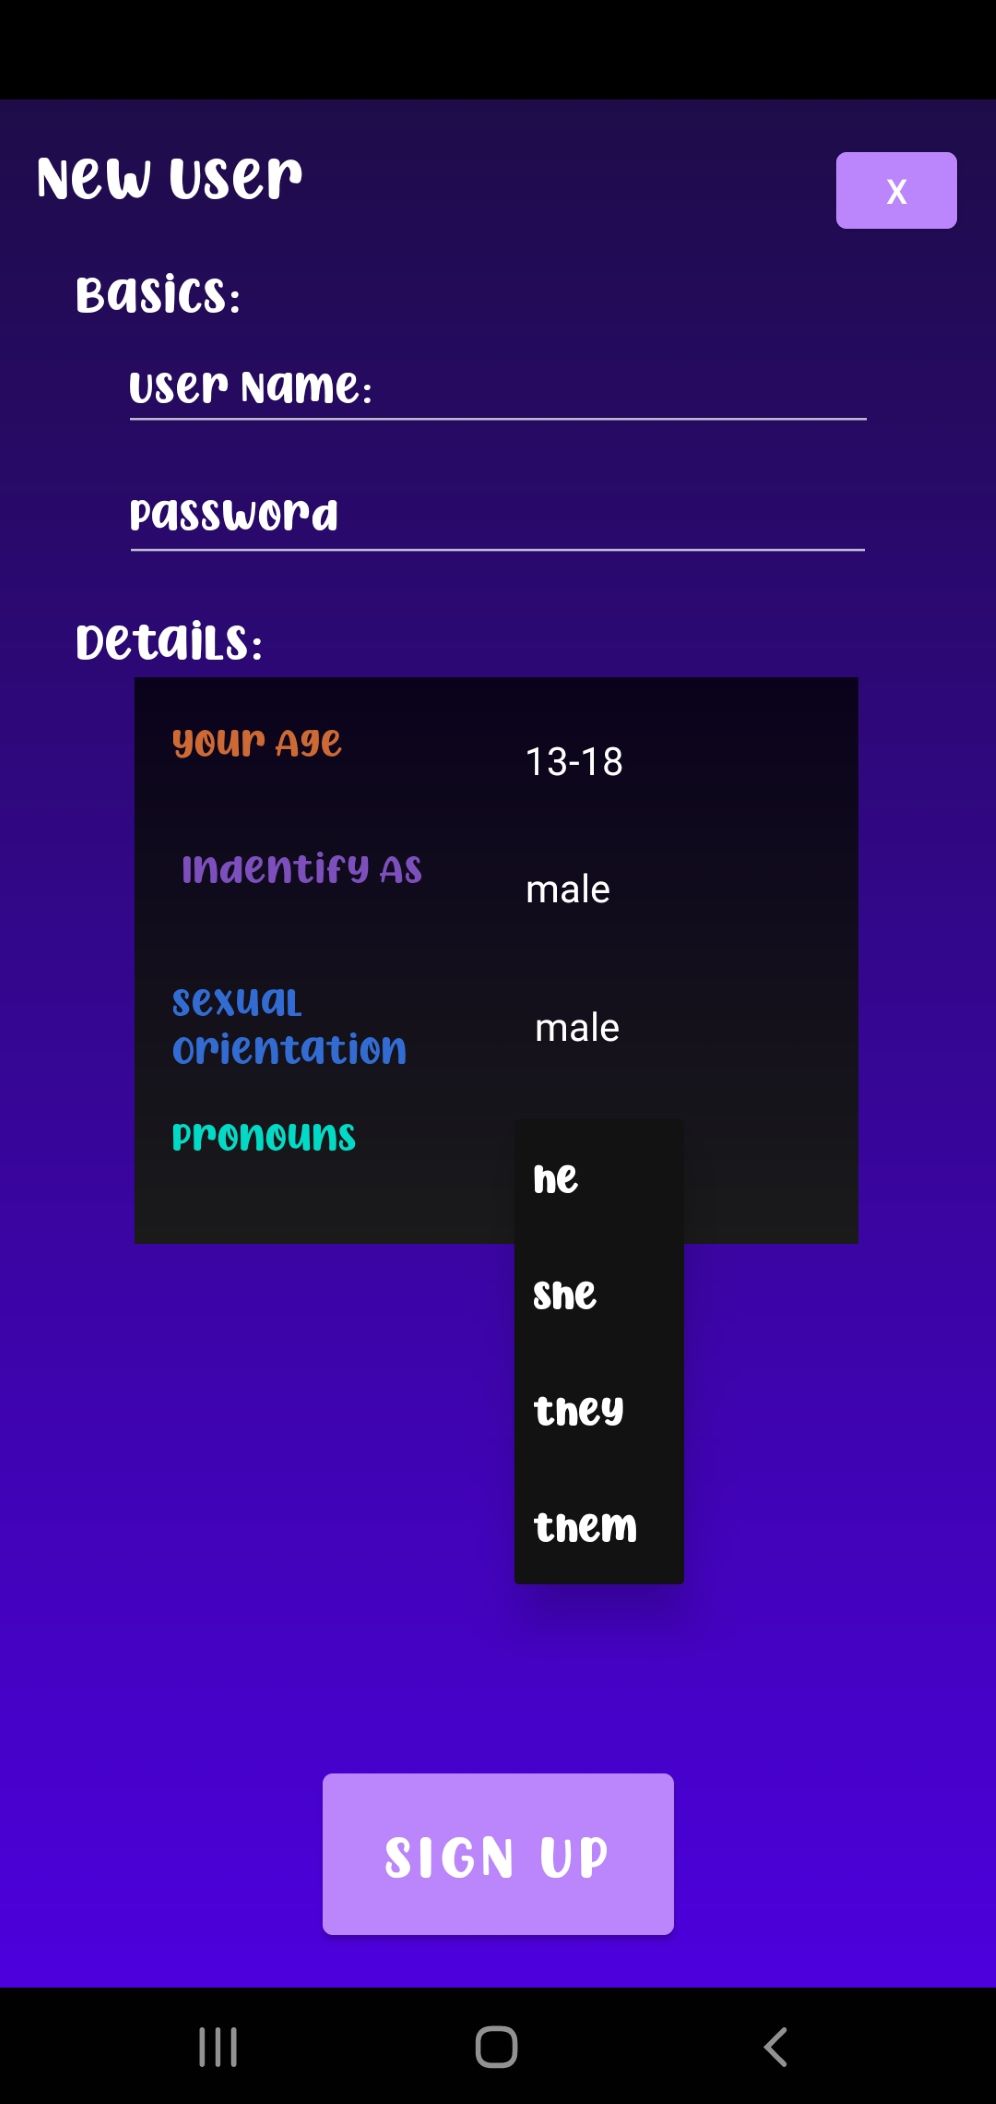 New User
X
Basics:
User Name:
Password
Details:
Your Age
13-18
Indentify As
male
sexual
orientation
male
Pronouns
he
she
they
them
SIGN UP